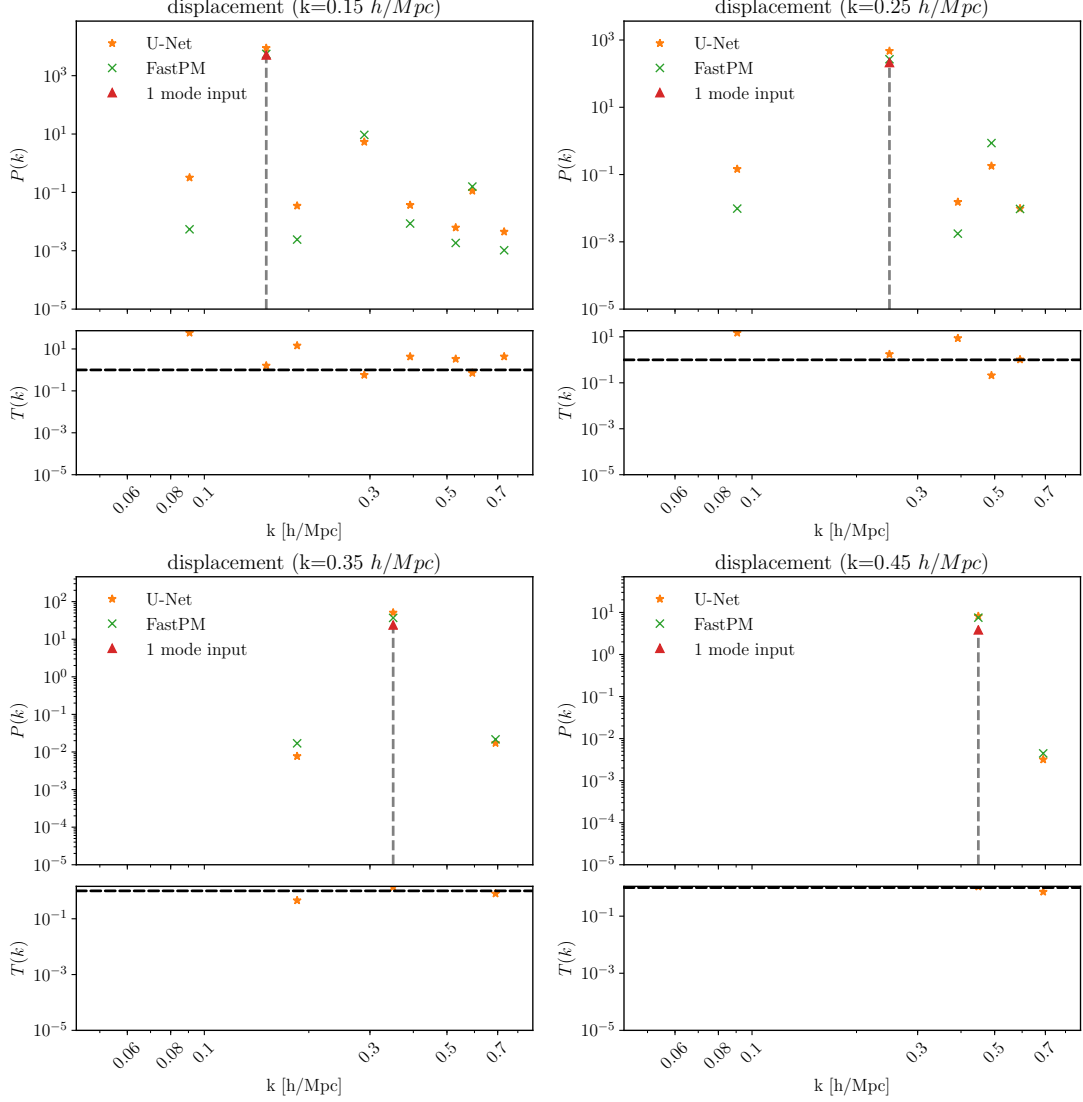 displacement (k=0.15 h/Mpc)
U-Net
FastPM
1 mode input
P(k)
10^3
10^1
10^-1
10^-3
10^-5
T(k)
10^1
10^-1
10^-3
10^-5
0.06
0.08
0.1
0.3
0.5
0.7
k [h/Mpc]
displacement (k=0.25 h/Mpc)
U-Net
FastPM
1 mode input
P(k)
10^3
10^1
10^-1
10^-3
10^-5
T(k)
10^1
10^-1
10^-3
10^-5
0.06
0.08
0.1
0.3
0.5
0.7
k [h/Mpc]
displacement (k=0.35 h/Mpc)
U-Net
FastPM
1 mode input
P(k)
10^2
10^1
10^0
10^-1
10^-2
10^-3
10^-4
10^-5
T(k)
10^-1
10^-3
10^-5
0.06
0.08
0.1
0.3
0.5
0.7
k [h/Mpc]
displacement (k=0.45 h/Mpc)
U-Net
FastPM
1 mode input
P(k)
10^1
10^0
10^-1
10^-2
10^-3
10^-4
10^-5
T(k)
10^-1
10^-3
10^-5
0.06
0.08
0.1
0.3
0.5
0.7
k [h/Mpc]